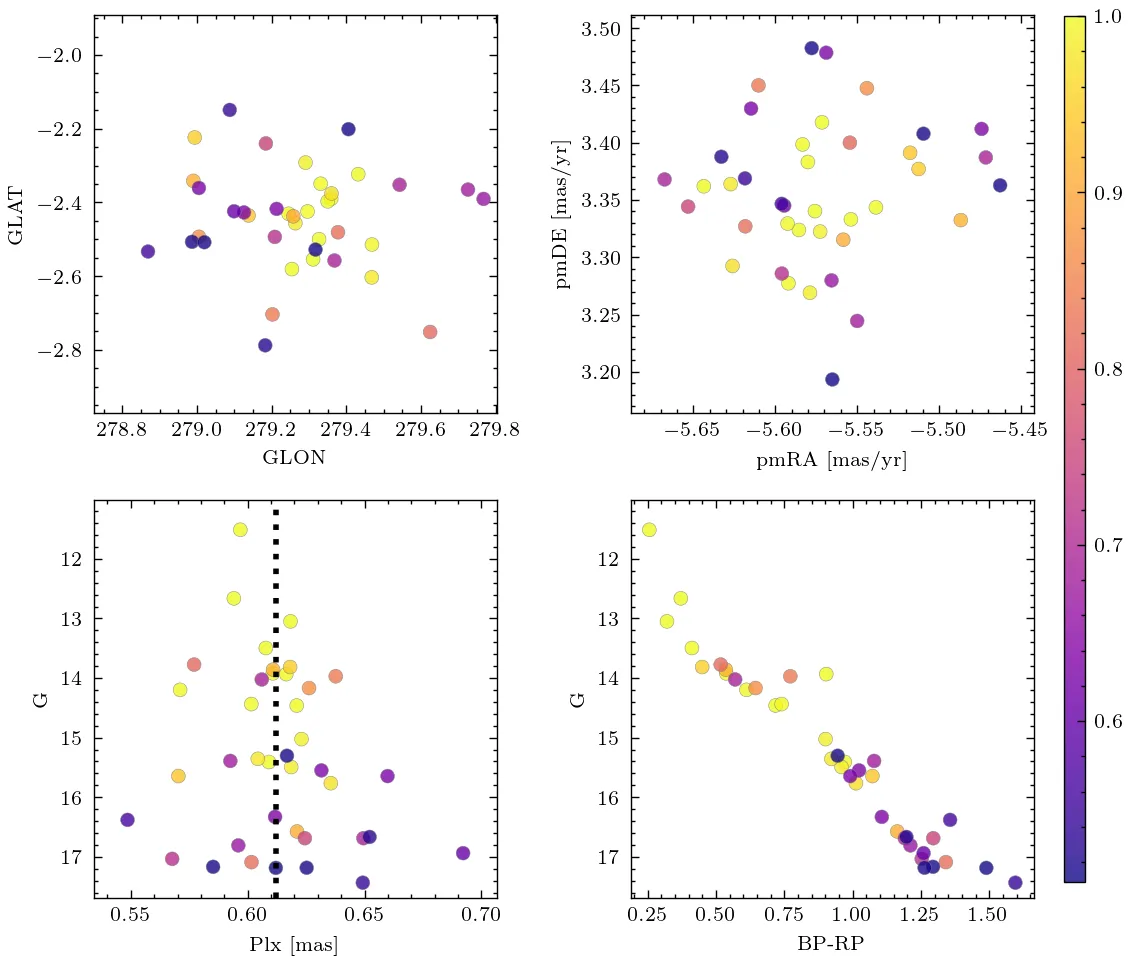 −2.0
−2.2
−2.4
−2.6
−2.8
GLAT
278.8 279.0 279.2 279.4 279.6 279.8
GLON
3.50
3.45
3.40
3.35
3.30
3.25
3.20
pmDE [mas/yr]
−5.65 −5.60 −5.55 −5.50 −5.45
pmRA [mas/yr]
1.0
0.9
0.8
0.7
0.6
12
13
14
15
16
17
G
0.55 0.60 0.65 0.70
Plx [mas]
12
13
14
15
16
17
G
0.25 0.50 0.75 1.00 1.25 1.50
BP-RP